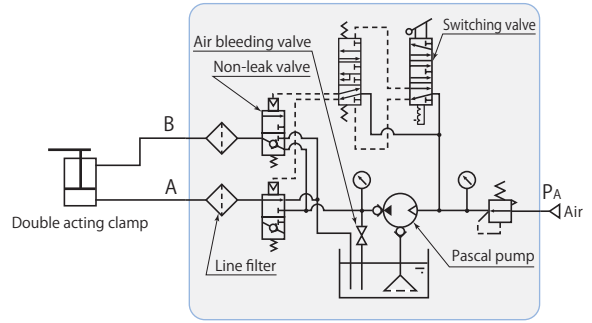 Switching valve
Air bleeding valve
Non-leak valve
B
A
PA
Air
Double acting clamp
Pascal pump
Line filter